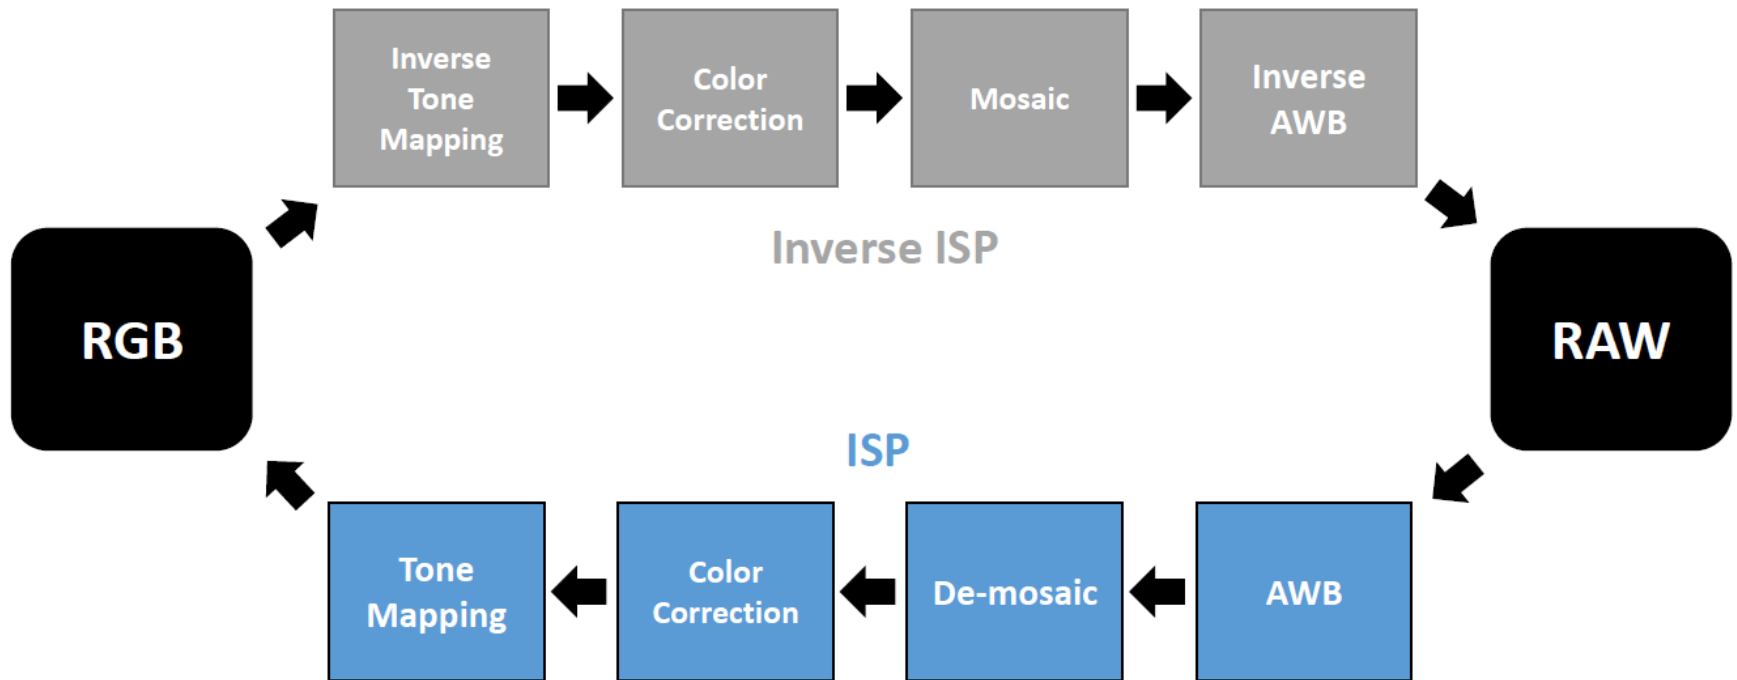 Inverse
Tone
Mapping
Color
Correction
Mosaic
Inverse
AWB
Inverse ISP
RGB
RAW
ISP
Tone
Mapping
Color
Correction
De-mosaic
AWB